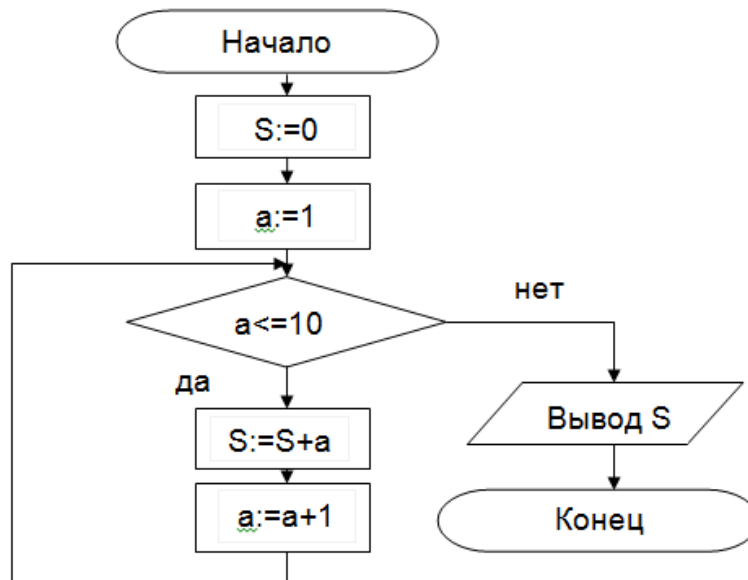 Начало
S:=0
a:=1
a<=10
нет
да
S:=S+a
a:=a+1
Вывод S
Конец